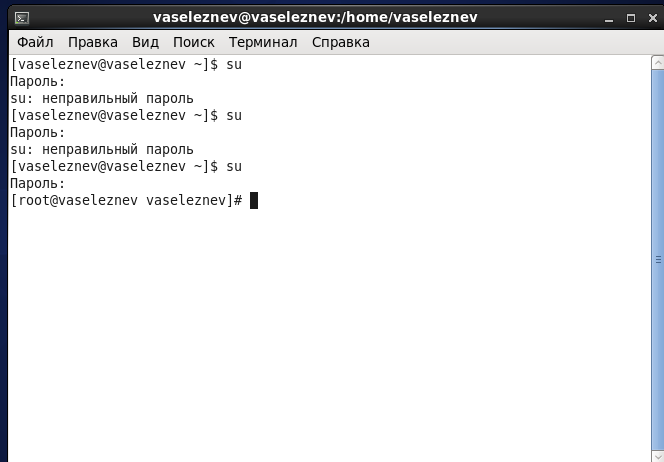 vaseleznev@vaseleznev:/home/vaseleznev
Файл Правка Вид Поиск Терминал Справка
[vaseleznev@vaseleznev ~]$ su
Пароль:
su: неправильный пароль
[vaseleznev@vaseleznev ~]$ su
Пароль:
su: неправильный пароль
[vaseleznev@vaseleznev ~]$ su
Пароль:
[root@vaseleznev vaseleznev]#